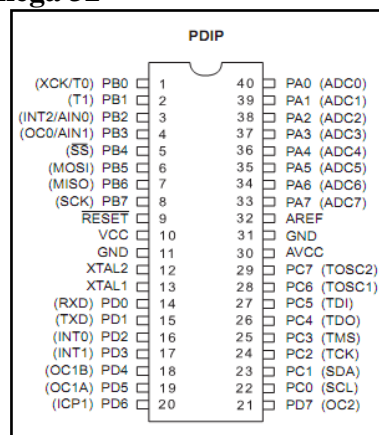 PDIP
(XCK/T0) PB0 1 40 PA0 (ADC0)
(T1) PB1 2 39 PA1 (ADC1)
(INT2/AIN0) PB2 3 38 PA2 (ADC2)
(OC0/AIN1) PB3 4 37 PA3 (ADC3)
(SS) PB4 5 36 PA4 (ADC4)
(MOSI) PB5 6 35 PA5 (ADC5)
(MISO) PB6 7 34 PA6 (ADC6)
(SCK) PB7 8 33 PA7 (ADC7)
RESET 9 32 AREF
VCC 10 31 GND
GND 11 30 AVCC
XTAL2 12 29 PC7 (TOSC2)
XTAL1 13 28 PC6 (TOSC1)
(RXD) PD0 14 27 PC5 (TDI)
(TXD) PD1 15 26 PC4 (TDO)
(INT0) PD2 16 25 PC3 (TMS)
(INT1) PD3 17 24 PC2 (TCK)
(OC1B) PD4 18 23 PC1 (SDA)
(OC1A) PD5 19 22 PC0 (SCL)
(ICP1) PD6 20 21 PD7 (OC2)